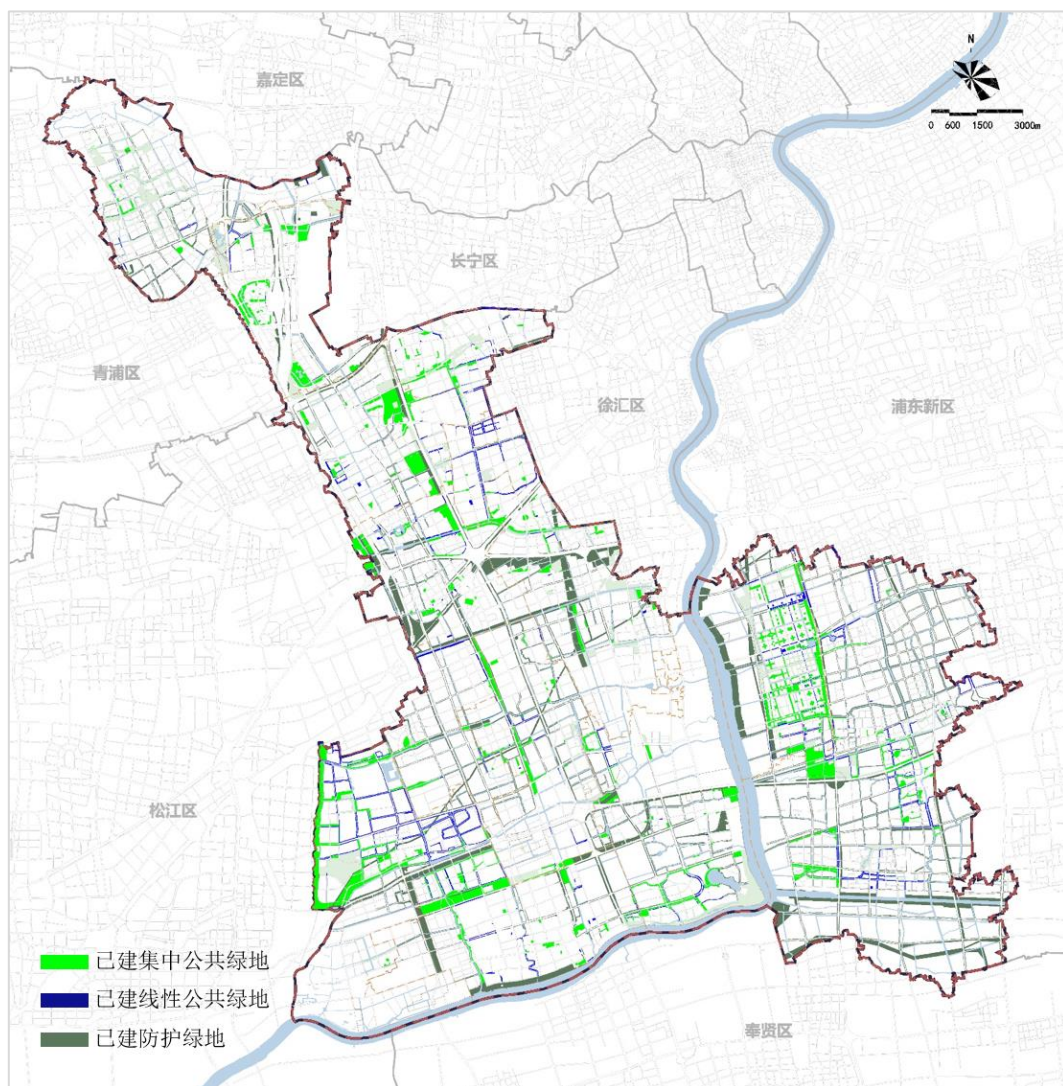 嘉定区
N
0 600 1500 3000m
长宁区
青浦区
徐汇区
浦东新区
松江区
已建集中公共绿地
已建线性公共绿地
已建防护绿地
奉贤区